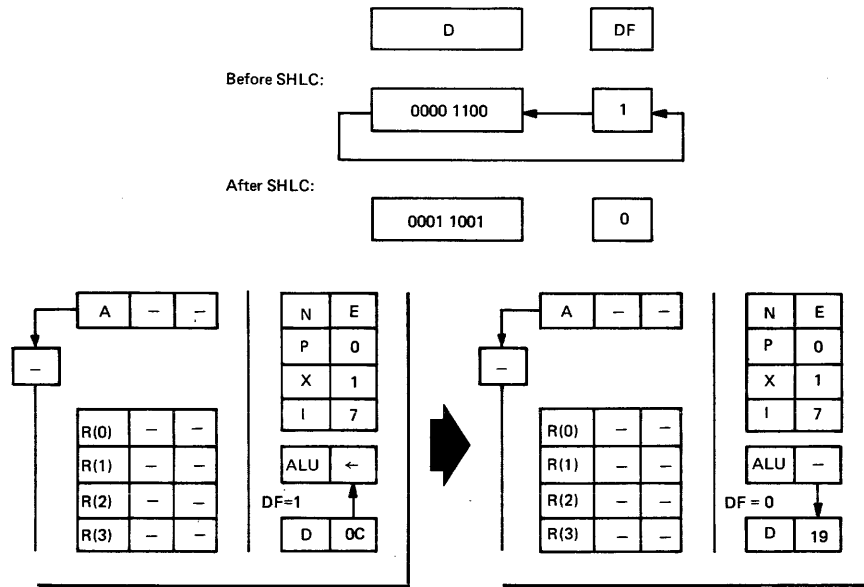 D DF
Before SHLC:
0000 1100 1
After SHLC:
0001 1001 0
A – –
–
N E
P 0
X 1
I 7
R(0) – –
R(1) – –
R(2) – –
R(3) – –
ALU ←
DF=1
D 0C
A – –
–
N E
P 0
X 1
I 7
R(0) – –
R(1) – –
R(2) – –
R(3) – –
ALU –
DF = 0
D 19